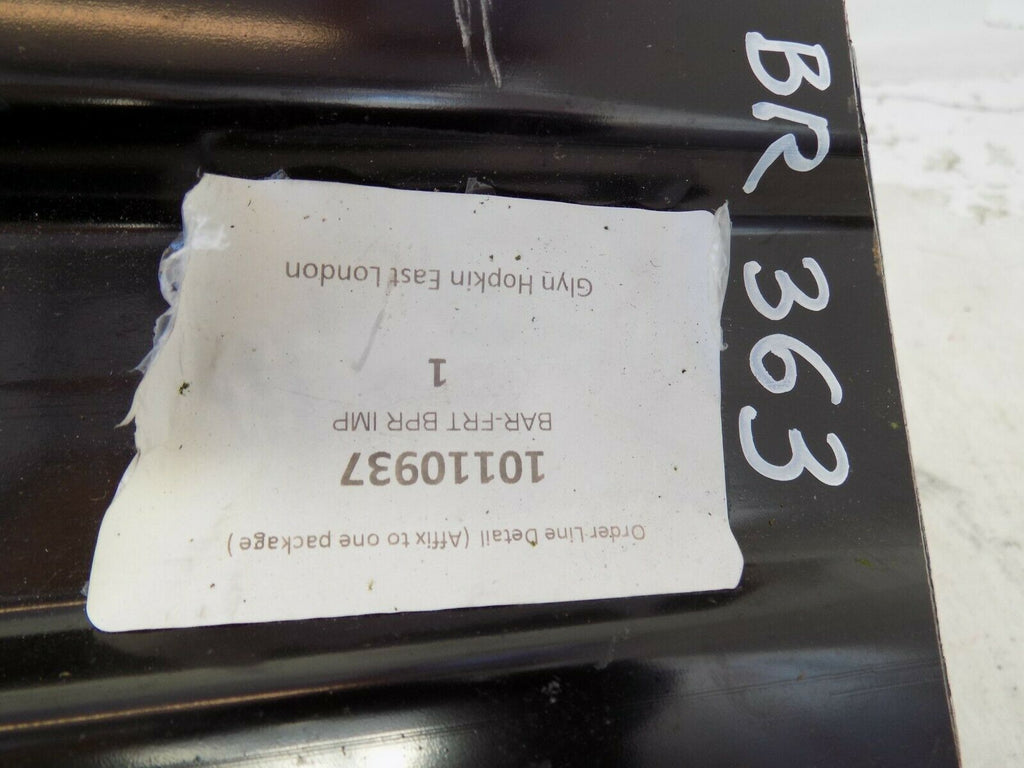 Order Line Detail (Affix to one package)
10110937
BAR-FRT BPR IMP
1
Glyn Hopkin East London
BR 363